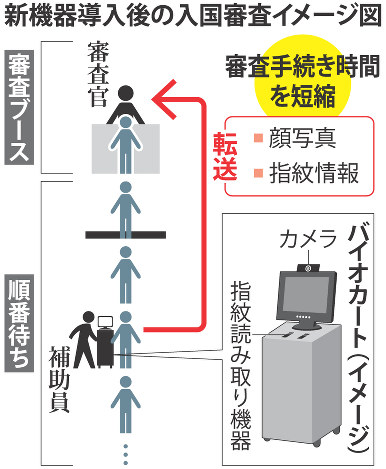 新機器導入後の入国審査イメージ図
審査ブース
審査官
審査手続き時間
を短縮
転送
顔写真
指紋情報
順番待ち
補助員
カメラ
指紋読み取り機器
バイオカート(イメージ)